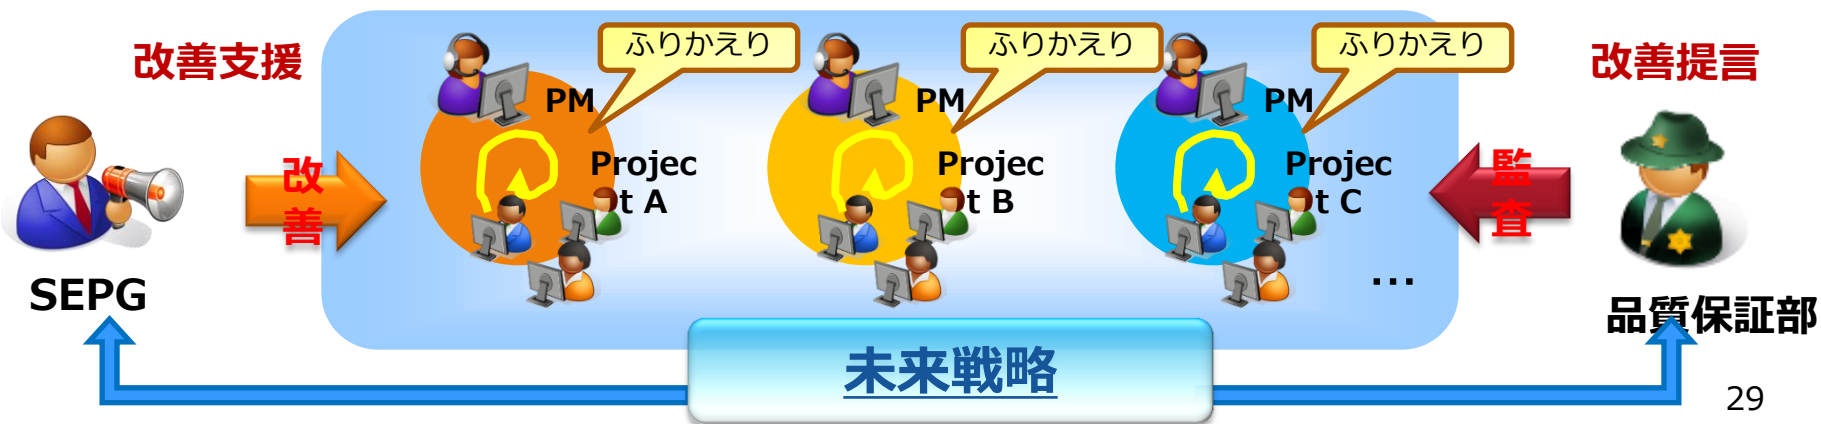 改善支援
ふりかえり
ふりかえり
ふりかえり
改善提言
PM
PM
PM
改
善
Projec
t A
Projec
t B
Projec
t C
監
査
...
SEPG
品質保証部
未来戦略
29